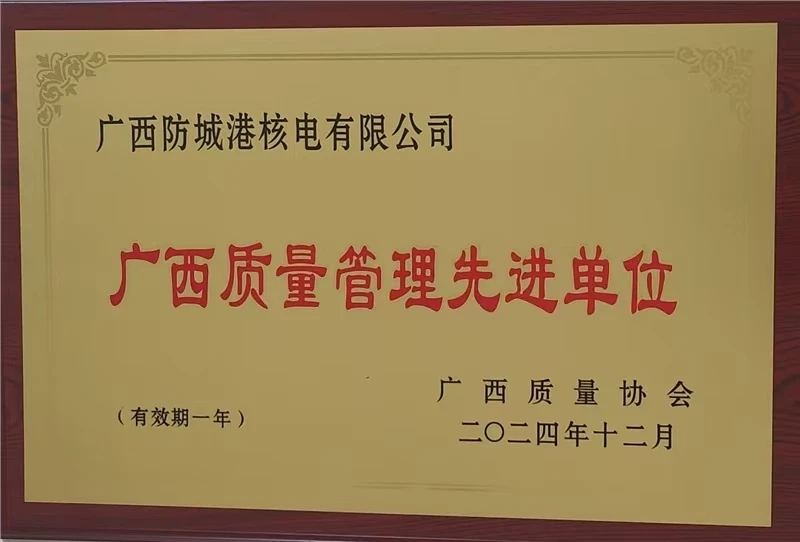 广西防城港核电有限公司
广西质量管理先进单位
广西质量协会
（有效期一年）
二〇二四年十二月